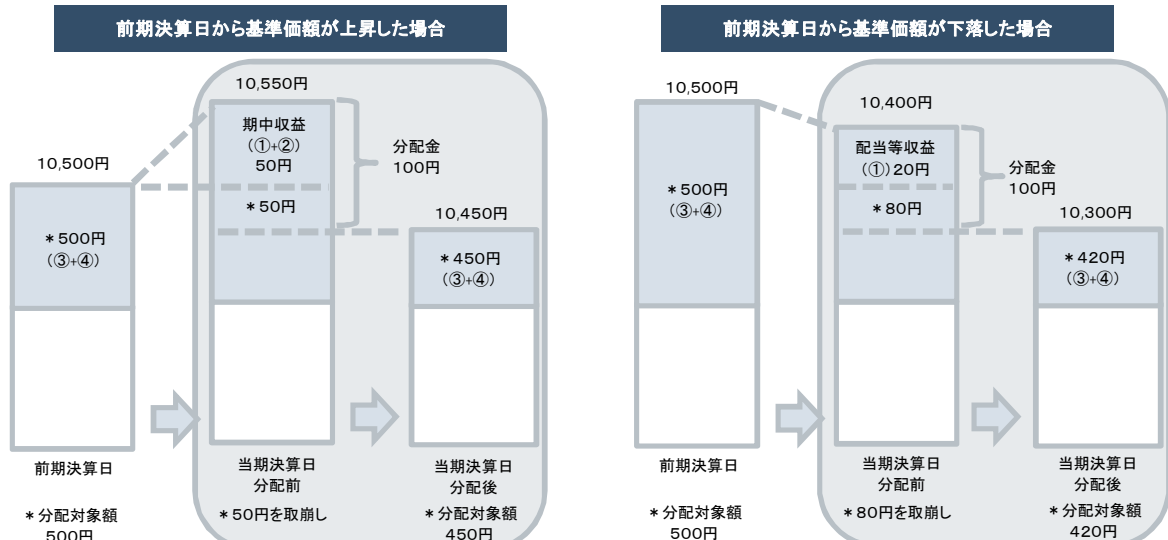 前期決算日から基準価額が上昇した場合
10,500円
*500円
(③+④)
前期決算日
*分配対象額
500円
10,550円
期中収益
(①+②)
50円
*50円
分配金
100円
当期決算日
分配前
*50円を取崩し
10,450円
*450円
(③+④)
当期決算日
分配後
*分配対象額
450円
前期決算日から基準価額が下落した場合
10,500円
*500円
(③+④)
前期決算日
*分配対象額
500円
10,400円
配当等収益
(①)20円
*80円
分配金
100円
当期決算日
分配前
*80円を取崩し
10,300円
*420円
(③+④)
当期決算日
分配後
*分配対象額
420円